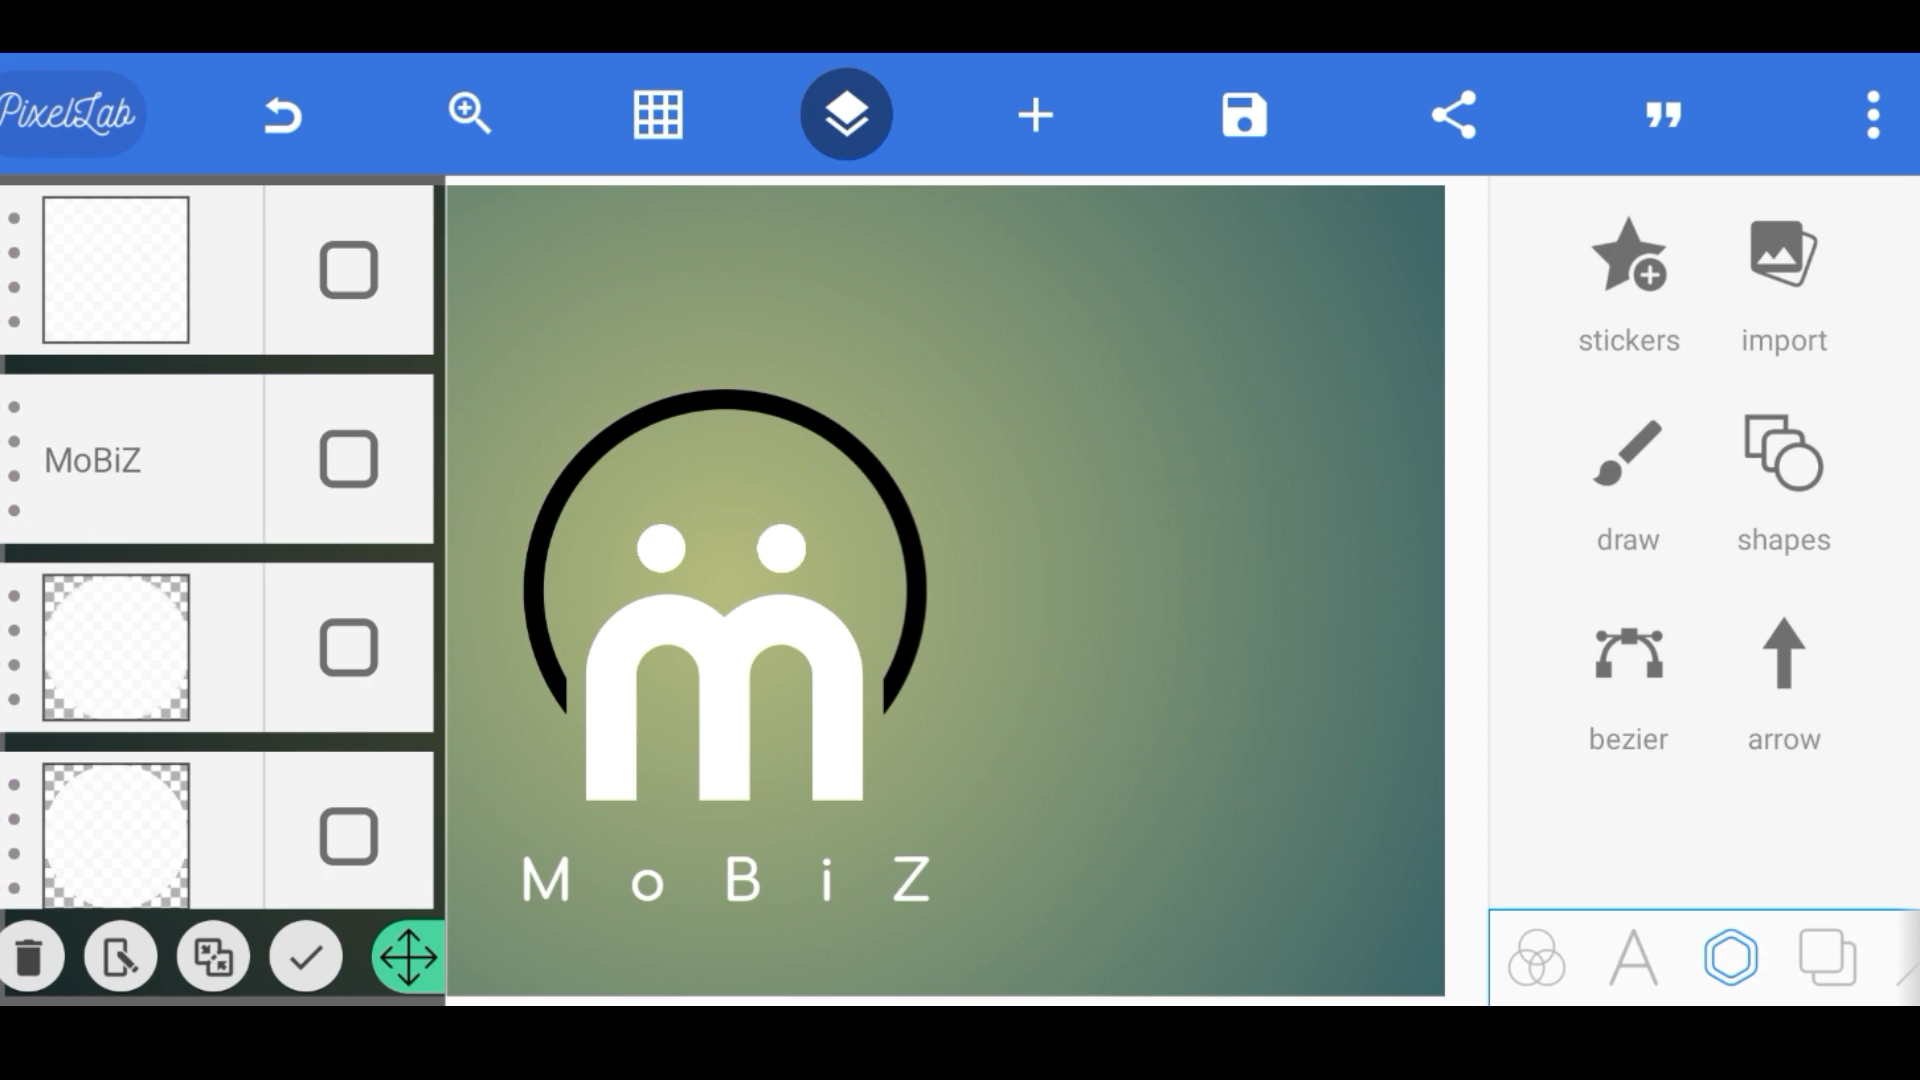 PixelLab
MoBiZ
m
M o B i Z
stickers
import
draw
shapes
bezier
arrow